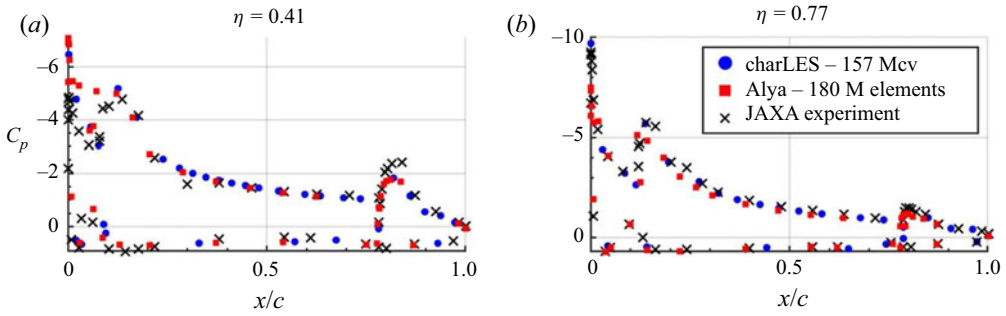 (a)
η = 0.41
−6
−4
C_p
−2
0
0
0.5
1.0
x/c
(b)
η = 0.77
−10
−5
0
0
0.5
1.0
x/c
charLES – 157 Mcv
Alya – 180 M elements
JAXA experiment